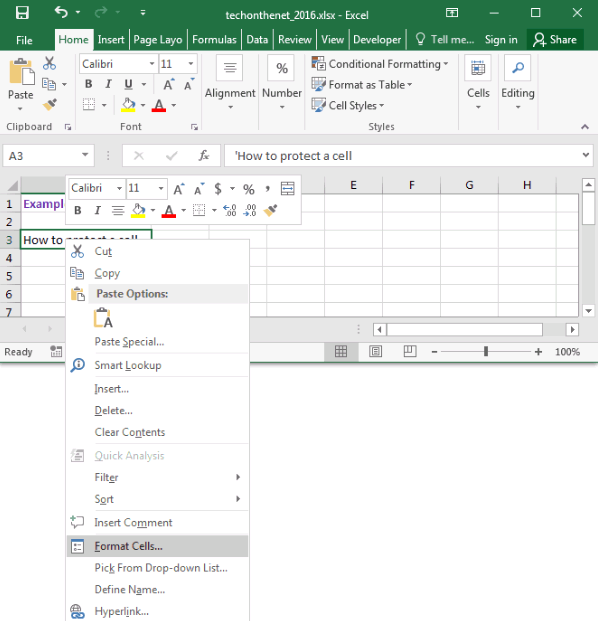 techonthenet_2016.xlsx - Excel
File Home Insert Page Layo Formulas Data Review View Developer Tell me... Sign in Share
Calibri 11
Conditional Formatting
Format as Table
Cell Styles
Paste B I U A A A Alignment % Number Cells Editing
Clipboard Font Styles
A3 fx 'How to protect a cell
Calibri 11 A A $ % , 
B I A ←.0 .00 .00 →.0
E F G H
1 Exampl
2
3 How to protect a cell
4
5
6
7
Cut
Copy
Paste Options:
A
Paste Special...
Smart Lookup
Insert...
Delete...
Clear Contents
Quick Analysis
Filter
Sort
Insert Comment
Format Cells...
Pick From Drop-down List...
Define Name...
Hyperlink...
Ready 100%